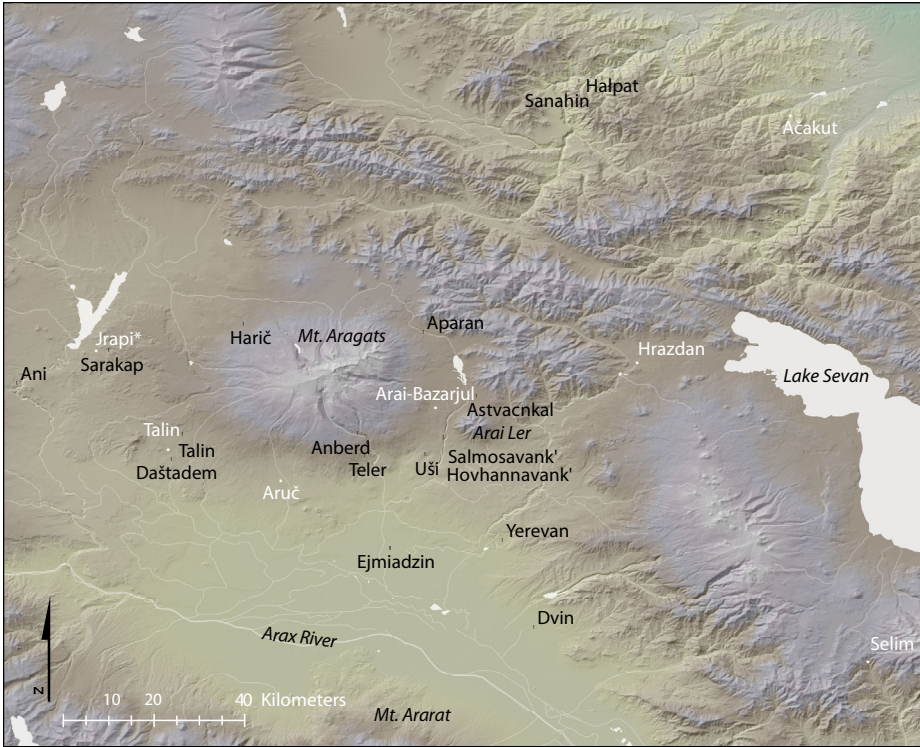 Halpat
Sanahin
Ačakut
Aparan
Harič
Mt. Aragats
Jrapi*
Sarakap
Hrazdan
Ani
Lake Sevan
Arai-Bazarjul
Astvacnkal
Talin
Arai Ler
Talin
Anberd
Salmosavank'
Daštadem
Teler
Uši
Hovhannavank'
Aruč
Yerevan
Ejmiadzin
Dvin
Arax River
Selim
N
10 20 40 Kilometers
Mt. Ararat